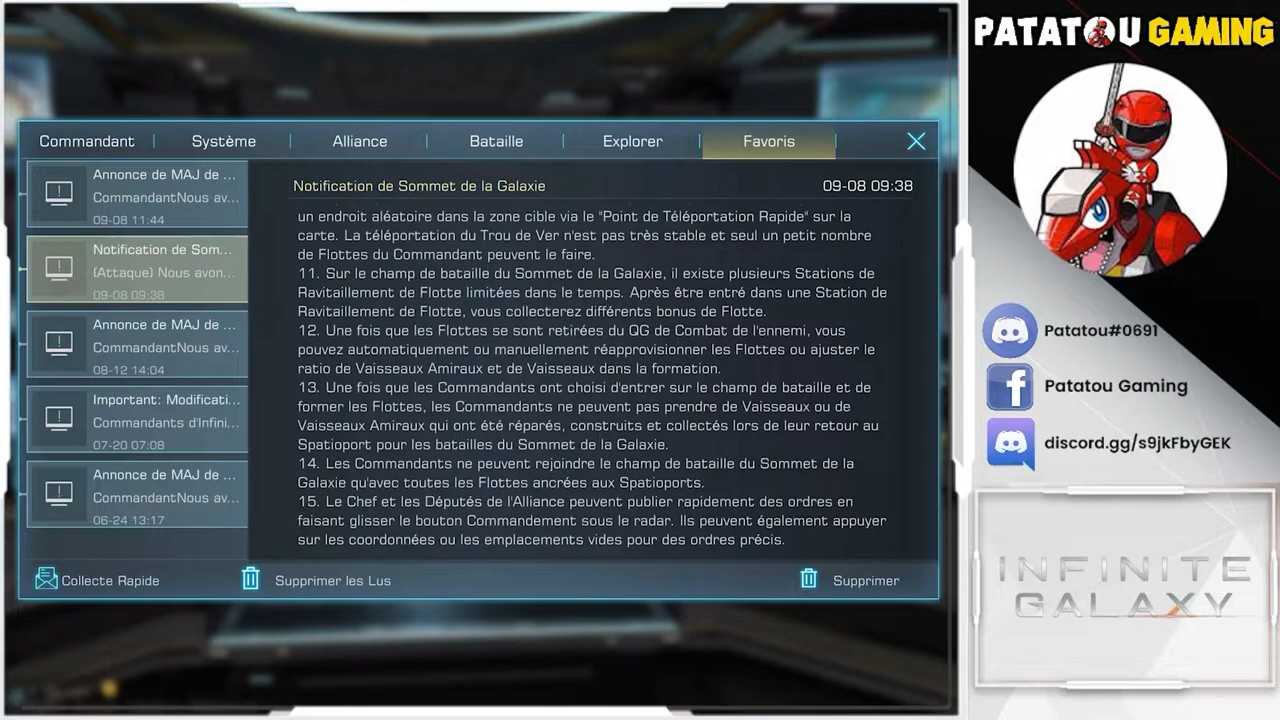 PATATOU GAMING
Commandant
Système
Alliance
Bataille
Explorer
Favoris
Annonce de MAJ de ...
CommandantNous av...
09-08 11:44
Notification de Som...
(Attaque) Nous avon...
09-08 09:38
Annonce de MAJ de ...
CommandantNous av...
08-12 14:04
Important: Modificati...
Commandants d'Infini...
07-20 07:08
Annonce de MAJ de ...
CommandantNous av...
06-24 13:17
Notification de Sommet de la Galaxie
09-08 09:38
un endroit aléatoire dans la zone cible via le "Point de Téléportation Rapide" sur la
carte. La téléportation du Trou de Ver n'est pas très stable et seul un petit nombre
de Flottes du Commandant peuvent le faire.
11. Sur le champ de bataille du Sommet de la Galaxie, il existe plusieurs Stations de
Ravitaillement de Flotte limitées dans le temps. Après être entré dans une Station de
Ravitaillement de Flotte, vous collecterez différents bonus de Flotte.
12. Une fois que les Flottes se sont retirées du QG de Combat de l'ennemi, vous
pouvez automatiquement ou manuellement réapprovisionner les Flottes ou ajuster le
ratio de Vaisseaux Amiraux et de Vaisseaux dans la formation.
13. Une fois que les Commandants ont choisi d'entrer sur le champ de bataille et de
former les Flottes, les Commandants ne peuvent pas prendre de Vaisseaux ou de
Vaisseaux Amiraux qui ont été réparés, construits et collectés lors de leur retour au
Spatioport pour les batailles du Sommet de la Galaxie.
14. Les Commandants ne peuvent rejoindre le champ de bataille du Sommet de la
Galaxie qu'avec toutes les Flottes ancrées aux Spatioports.
15. Le Chef et les Députés de l'Alliance peuvent publier rapidement des ordres en
faisant glisser le bouton Commandement sous le radar. Ils peuvent également appuyer
sur les coordonnées ou les emplacements vides pour des ordres précis.
Collecte Rapide
Supprimer les Lus
Supprimer
Patatou#0691
Patatou Gaming
discord.gg/s9jkFbyGEK
INFINITE
GALAXY